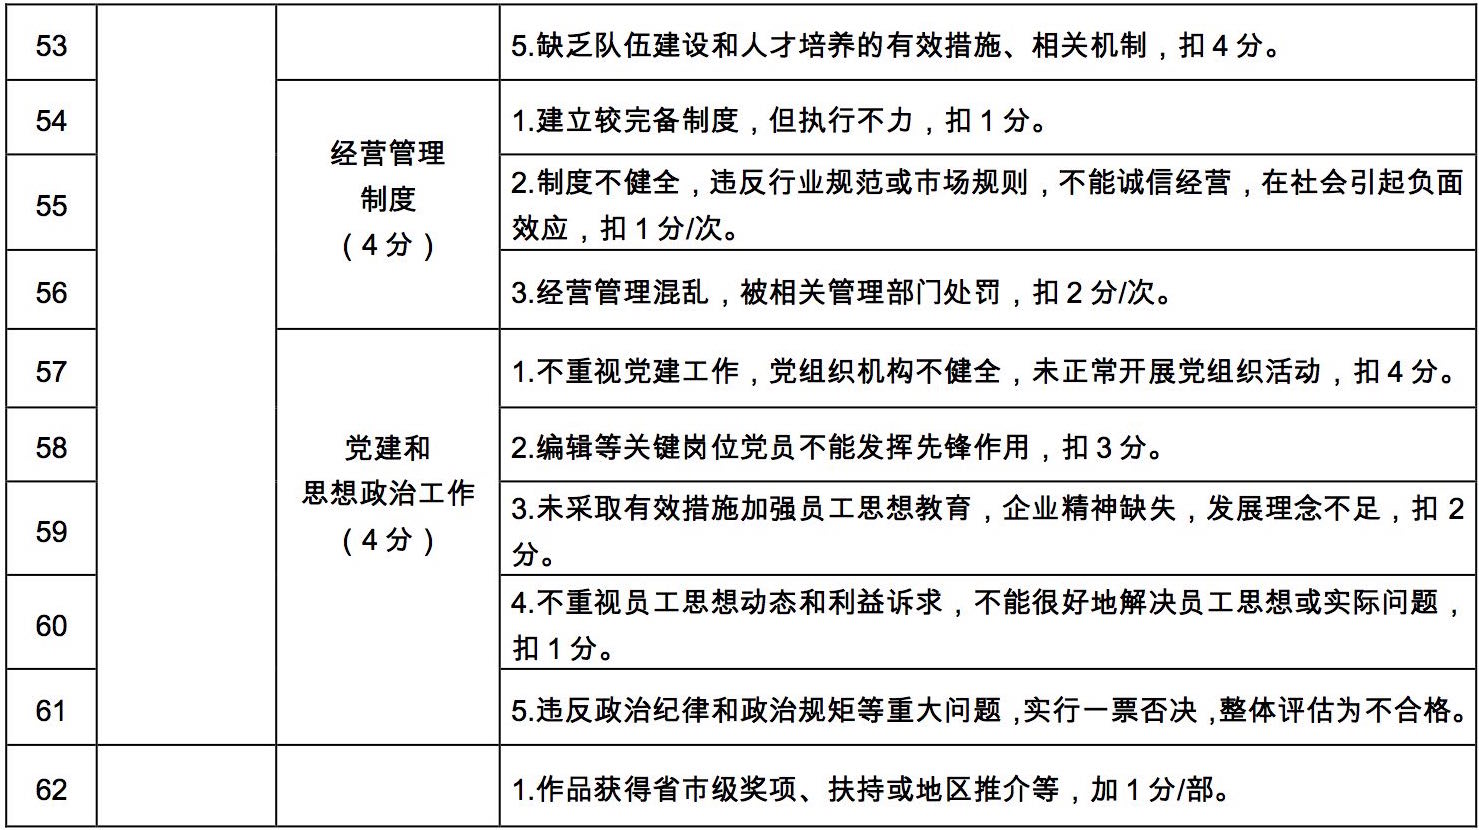 53
5.缺乏队伍建设和人才培养的有效措施、相关机制，扣4分。
54
经营管理
制度
（4分）
1.建立较完备制度，但执行不力，扣1分。
55
2.制度不健全，违反行业规范或市场规则，不能诚信经营，在社会引起负面
效应，扣1分/次。
56
3.经营管理混乱，被相关管理部门处罚，扣2分/次。
57
党建和
思想政治工作
（4分）
1.不重视党建工作，党组织机构不健全，未正常开展党组织活动，扣4分。
58
2.编辑等关键岗位党员不能发挥先锋作用，扣3分。
59
3.未采取有效措施加强员工思想教育，企业精神缺失，发展理念不足，扣2
分。
60
4.不重视员工思想动态和利益诉求，不能很好地解决员工思想或实际问题，
扣1分。
61
5.违反政治纪律和政治规矩等重大问题，实行一票否决，整体评估为不合格。
62
1.作品获得省市级奖项、扶持或地区推介等，加1分/部。